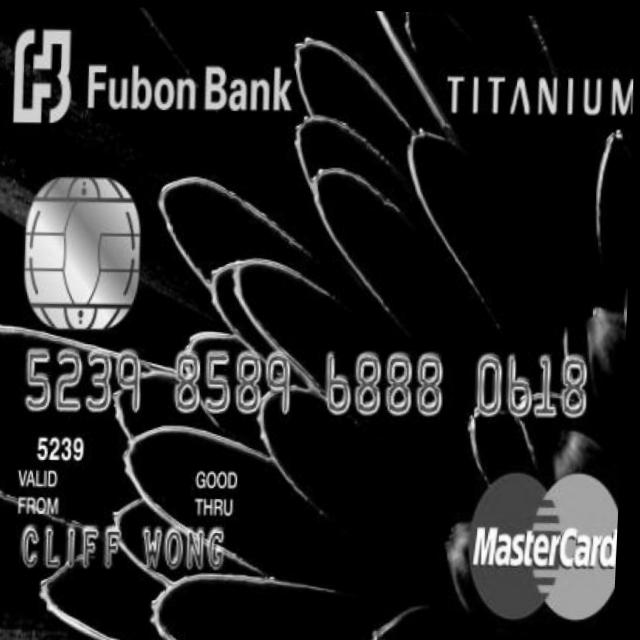 Fubon Bank TITANIUM
5239 8589 6888 0618
5239
VALID FROM GOOD THRU
CLIFF WONG
MasterCard